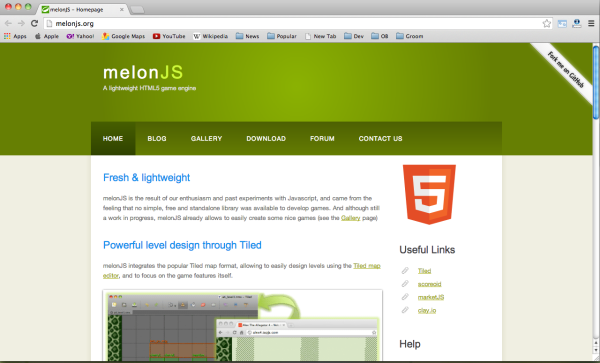 melonJS – Homepage
melonjs.org
Apps Apple Yahoo! Google Maps YouTube Wikipedia News Popular New Tab Dev OB Groom
Fork me on GitHub
melonJS
A lightweight HTML5 game engine
HOME BLOG GALLERY DOWNLOAD FORUM CONTACT US
Fresh & lightweight
melonJS is the result of our enthusiasm and past experiments with Javascript, and came from the
feeling that no simple, free and standalone library was available to develop games. And although still
a work in progress, melonJS already allows to easily create some nice games (see the Gallery page)
5
Powerful level design through Tiled
melonJS integrates the popular Tiled map format, allowing to easily design levels using the Tiled map
editor, and to focus on the game features itself.
Useful Links
Tiled
scoreoid
marketJS
clay.io
Help